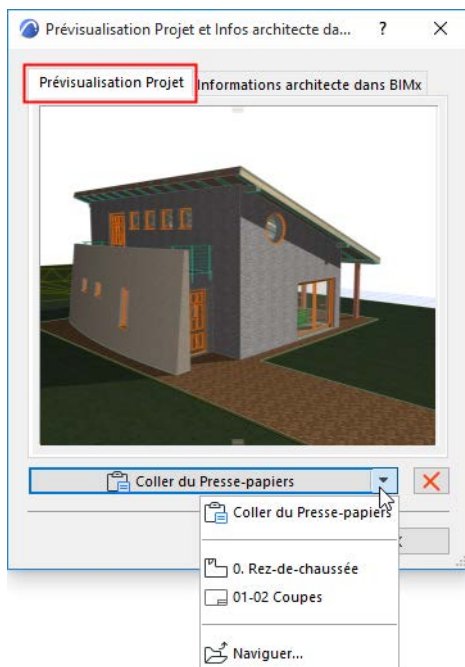 Prévisualisation Projet et Infos architecte da... ? X
Prévisualisation Projet
Informations architecte dans BIMx
Coller du Presse-papiers
Coller du Presse-papiers
0. Rez-de-chaussée
01-02 Coupes
Naviguer...